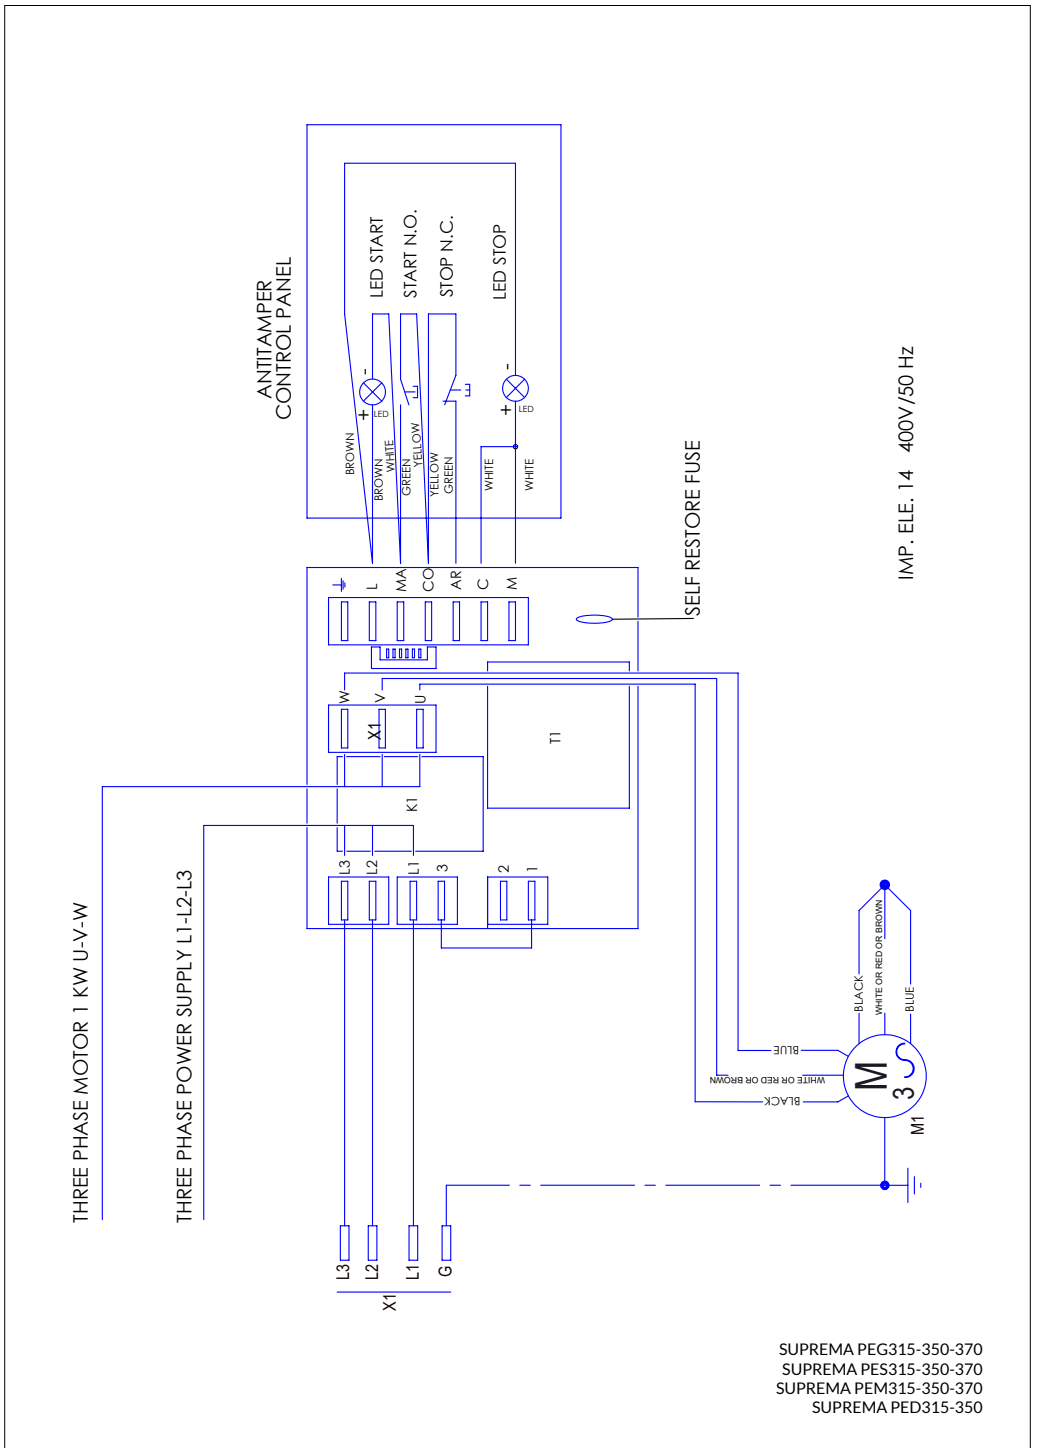 ANTITAMPER
CONTROL PANEL
LED START
START N.O.
STOP N.C.
LED STOP
+
-
LED
+
-
LED
BROWN
BROWN
WHITE
GREEN
YELLOW
YELLOW
GREEN
WHITE
WHITE
L
MA
CO
AR
C
M
SELF RESTORE FUSE
IMP. ELE. 14 400V/50 Hz
W
V
U
X1
T1
K1
L3
L2
L1
3
2
1
THREE PHASE MOTOR 1 KW U-V-W
THREE PHASE POWER SUPPLY L1-L2-L3
BLACK
WHITE OR RED OR BROWN
BLUE
BLUE
WHITE OR RED OR BROWN
BLACK
M
3
M1
L3
L2
L1
G
X1
SUPREMA PEG315-350-370
SUPREMA PES315-350-370
SUPREMA PEM315-350-370
SUPREMA PED315-350